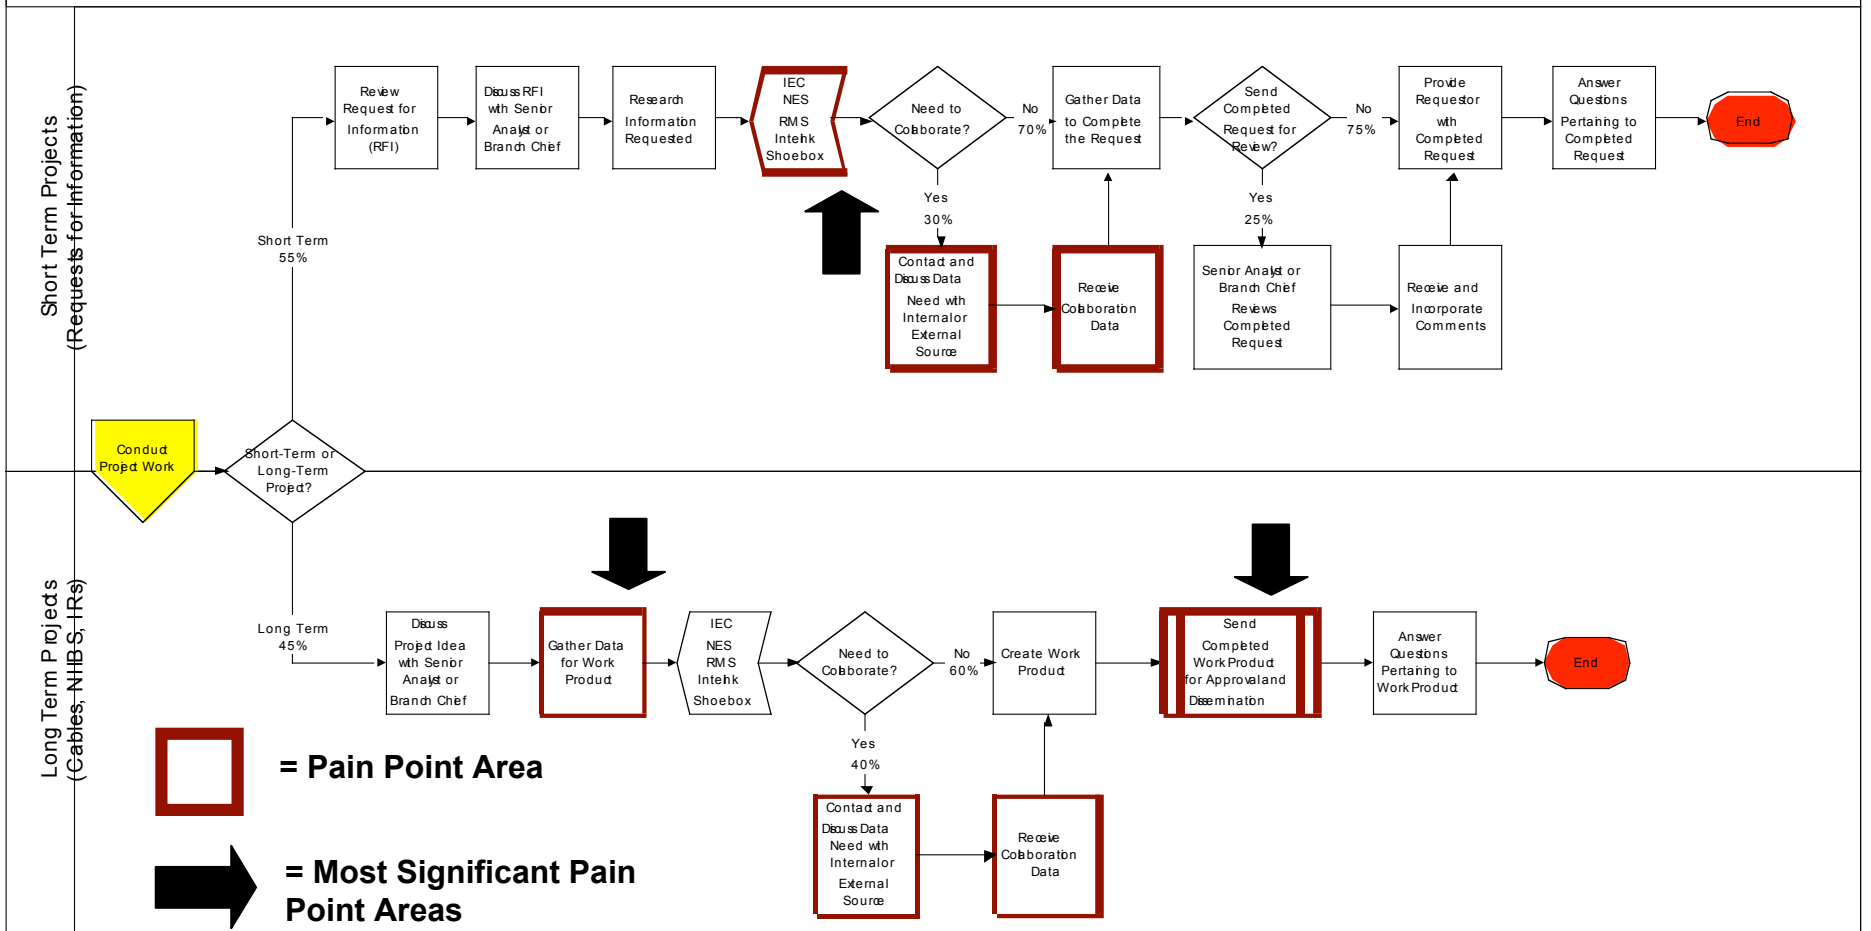 Short Term Projects
(Requests for Information)
Review
Request for
Information
(RFI)
Discuss RFI
with Senior
Analyst or
Branch Chief
Research
Information
Requested
IEC
NES
RMS
Intelink
Shoebox
Need to
Collaborate?
No
70%
Yes
30%
Gather Data
to Complete
the Request
Send
Completed
Request for
Review?
No
75%
Yes
25%
Provide
Requestor
with
Completed
Request
Answer
Questions
Pertaining to
Completed
Request
End
Contact and
Discuss Data
Need with
Internal or
External
Source
Receive
Collaboration
Data
Senior Analyst or
Branch Chief
Reviews
Completed
Request
Receive and
Incorporate
Comments
Short Term
55%
Conduct
Project Work
Short-Term or
Long-Term
Project?
Long Term Projects
(Cables, NIIBS, IRs)
Long Term
45%
Discuss
Project Idea
with Senior
Analyst or
Branch Chief
Gather Data
for Work
Product
IEC
NES
RMS
Intelink
Shoebox
Need to
Collaborate?
No
60%
Yes
40%
Create Work
Product
Send
Completed
Work Product
for Approval and
Dissemination
Answer
Questions
Pertaining to
Work Product
End
Contact and
Discuss Data
Need with
Internal or
External
Source
Receive
Collaboration
Data
= Pain Point Area
= Most Significant Pain
Point Areas